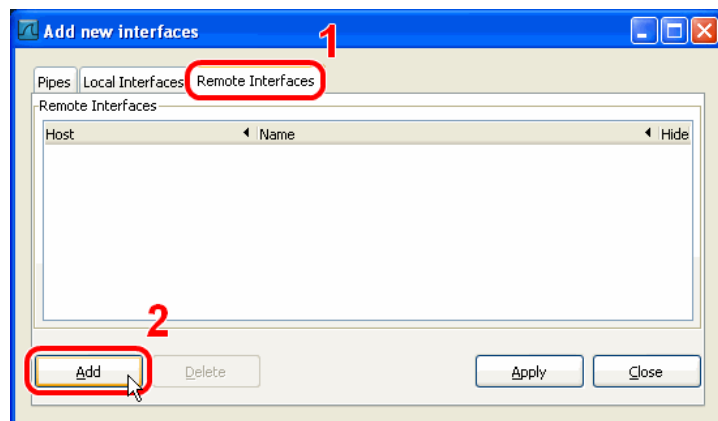 Add new interfaces
1
Pipes Local Interfaces Remote Interfaces
Remote Interfaces
Host Name Hide
2
Add Delete Apply Close